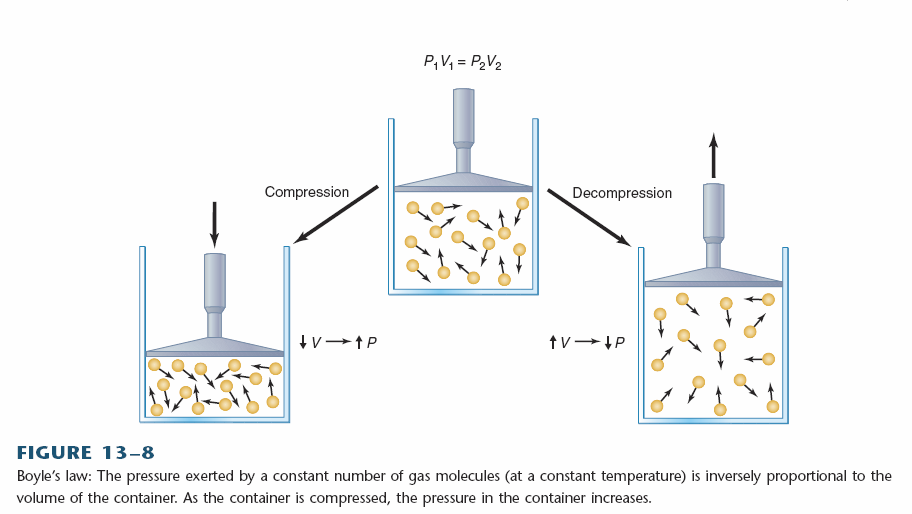 P₁V₁ = P₂V₂
Compression
Decompression
↓ V → ↑ P
↑ V → ↓ P
FIGURE 13–8
Boyle's law: The pressure exerted by a constant number of gas molecules (at a constant temperature) is inversely proportional to the
volume of the container. As the container is compressed, the pressure in the container increases.